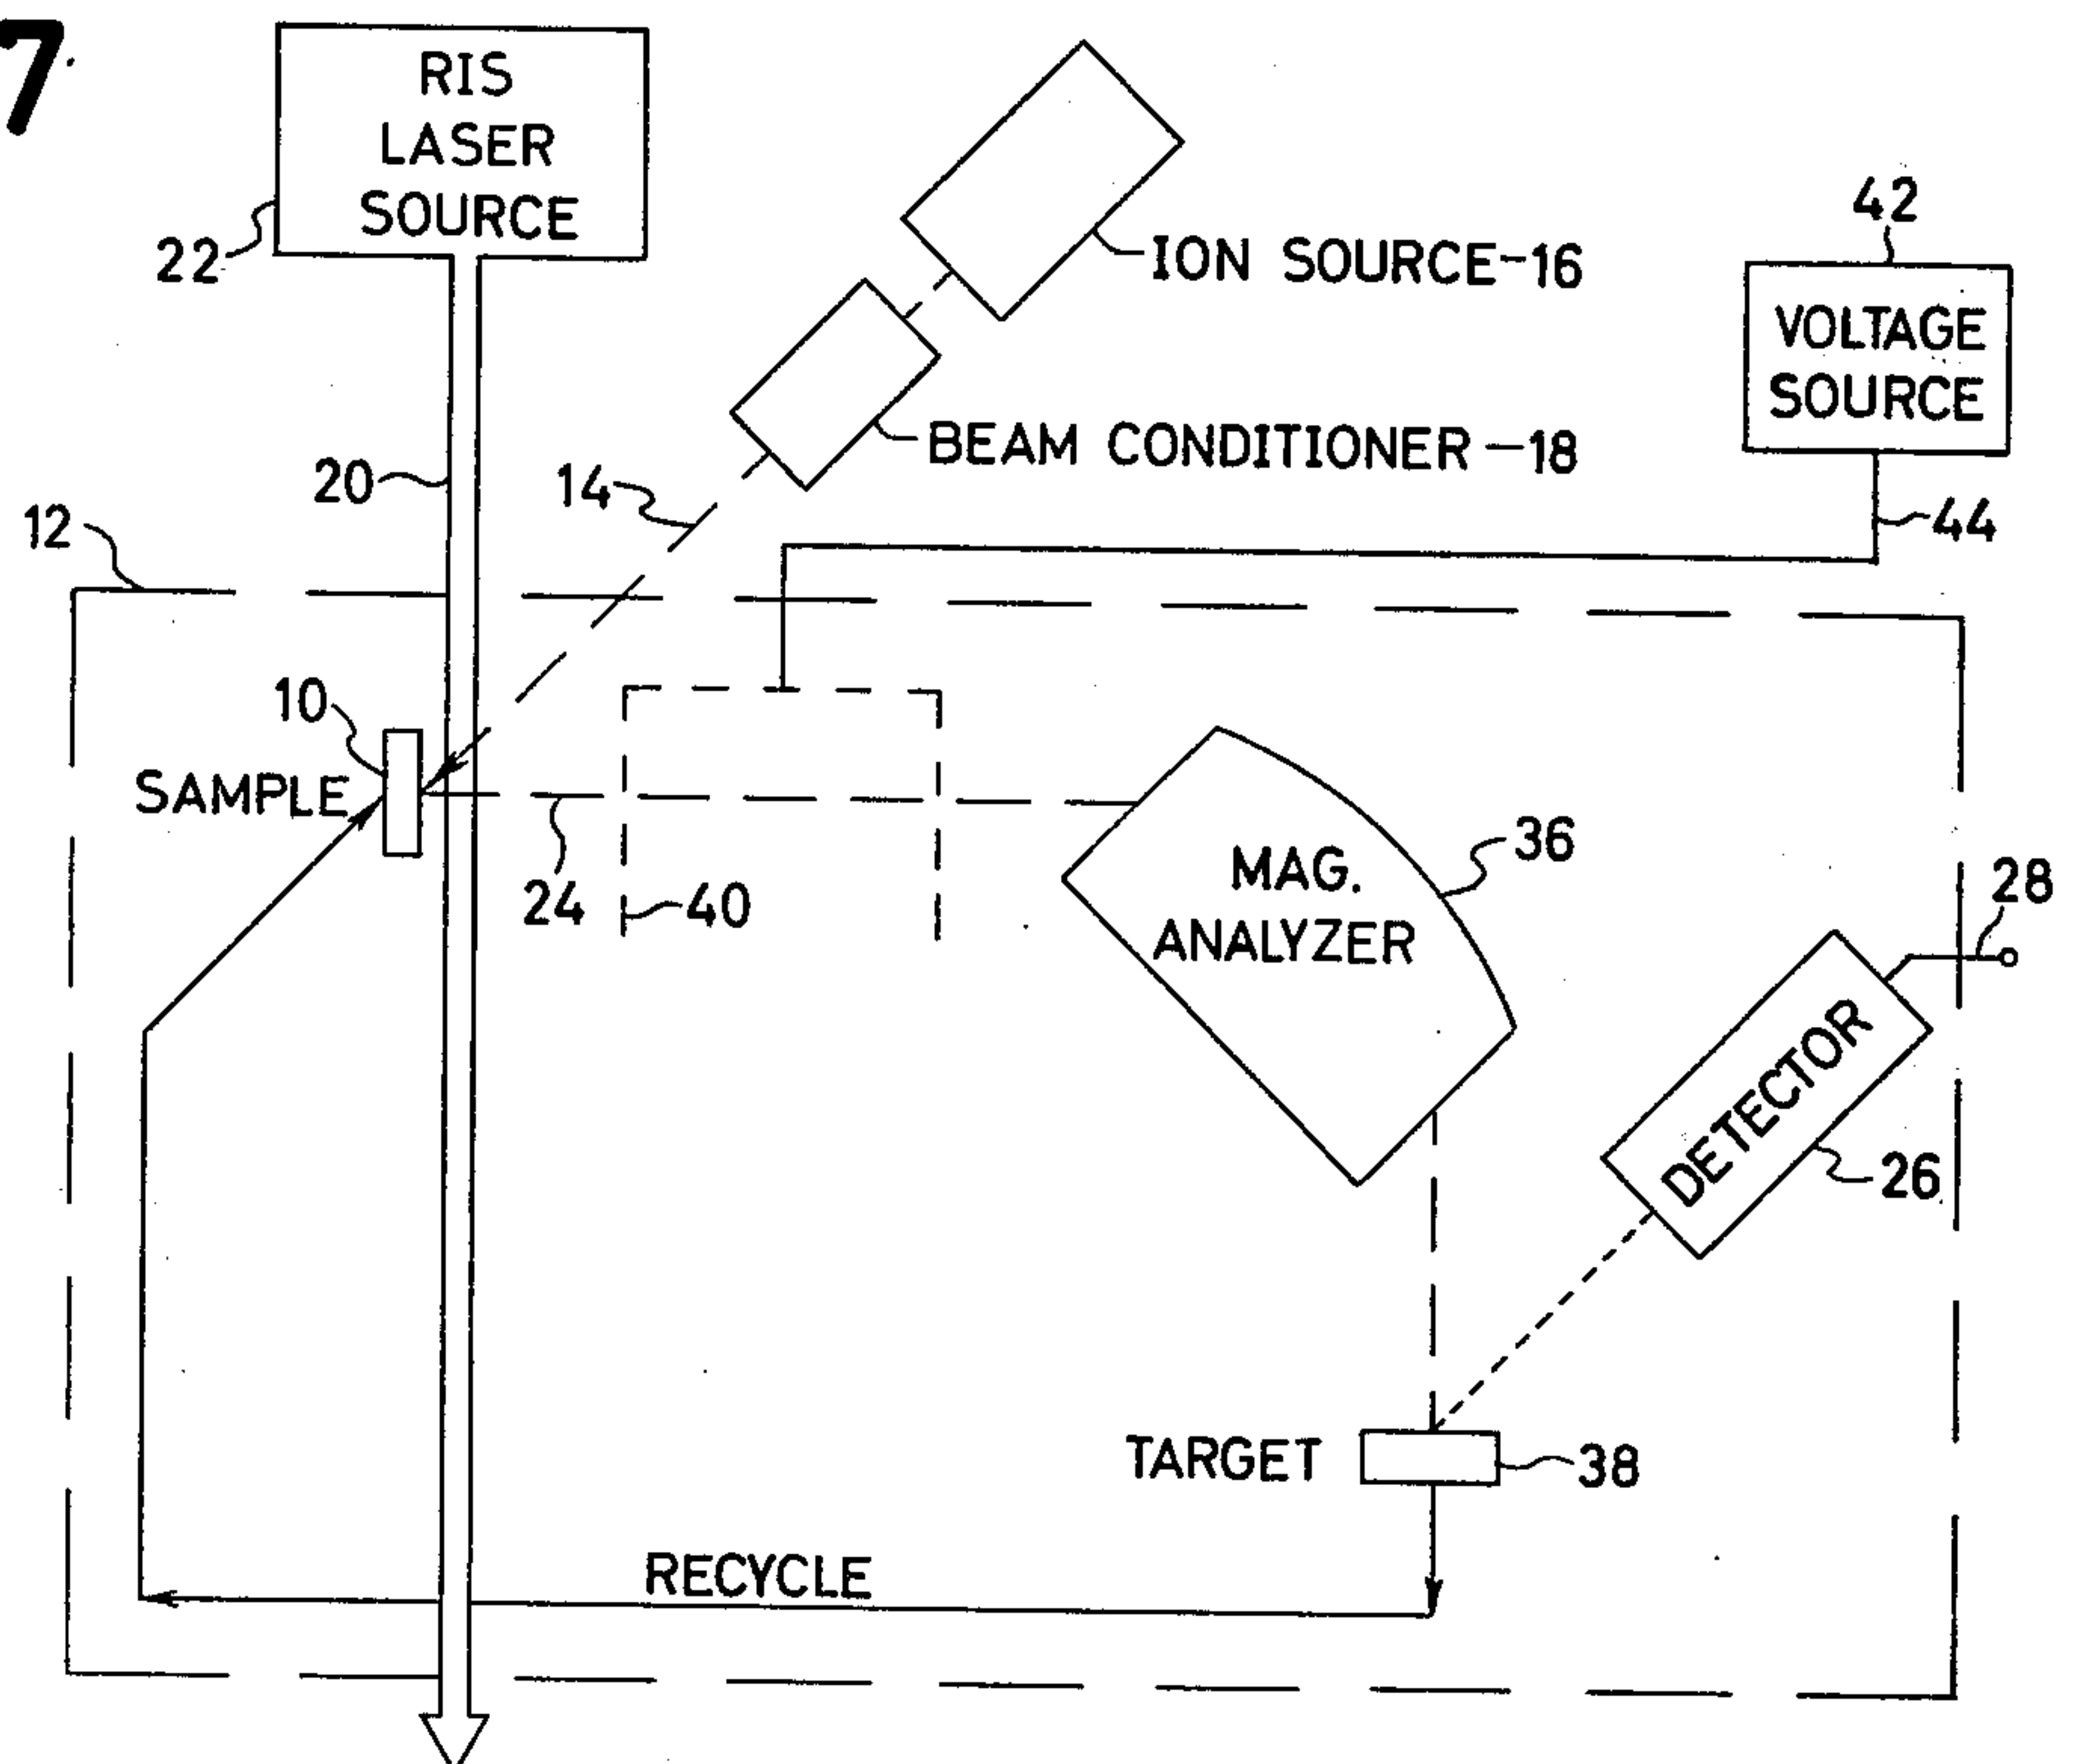 7
RIS
LASER
SOURCE
22
ION SOURCE-16
42
VOLTAGE
SOURCE
BEAM CONDITIONER-18
20
14
12
44
10
SAMPLE
24
40
MAG.
ANALYZER
36
28
DETECTOR
26
TARGET
38
RECYCLE